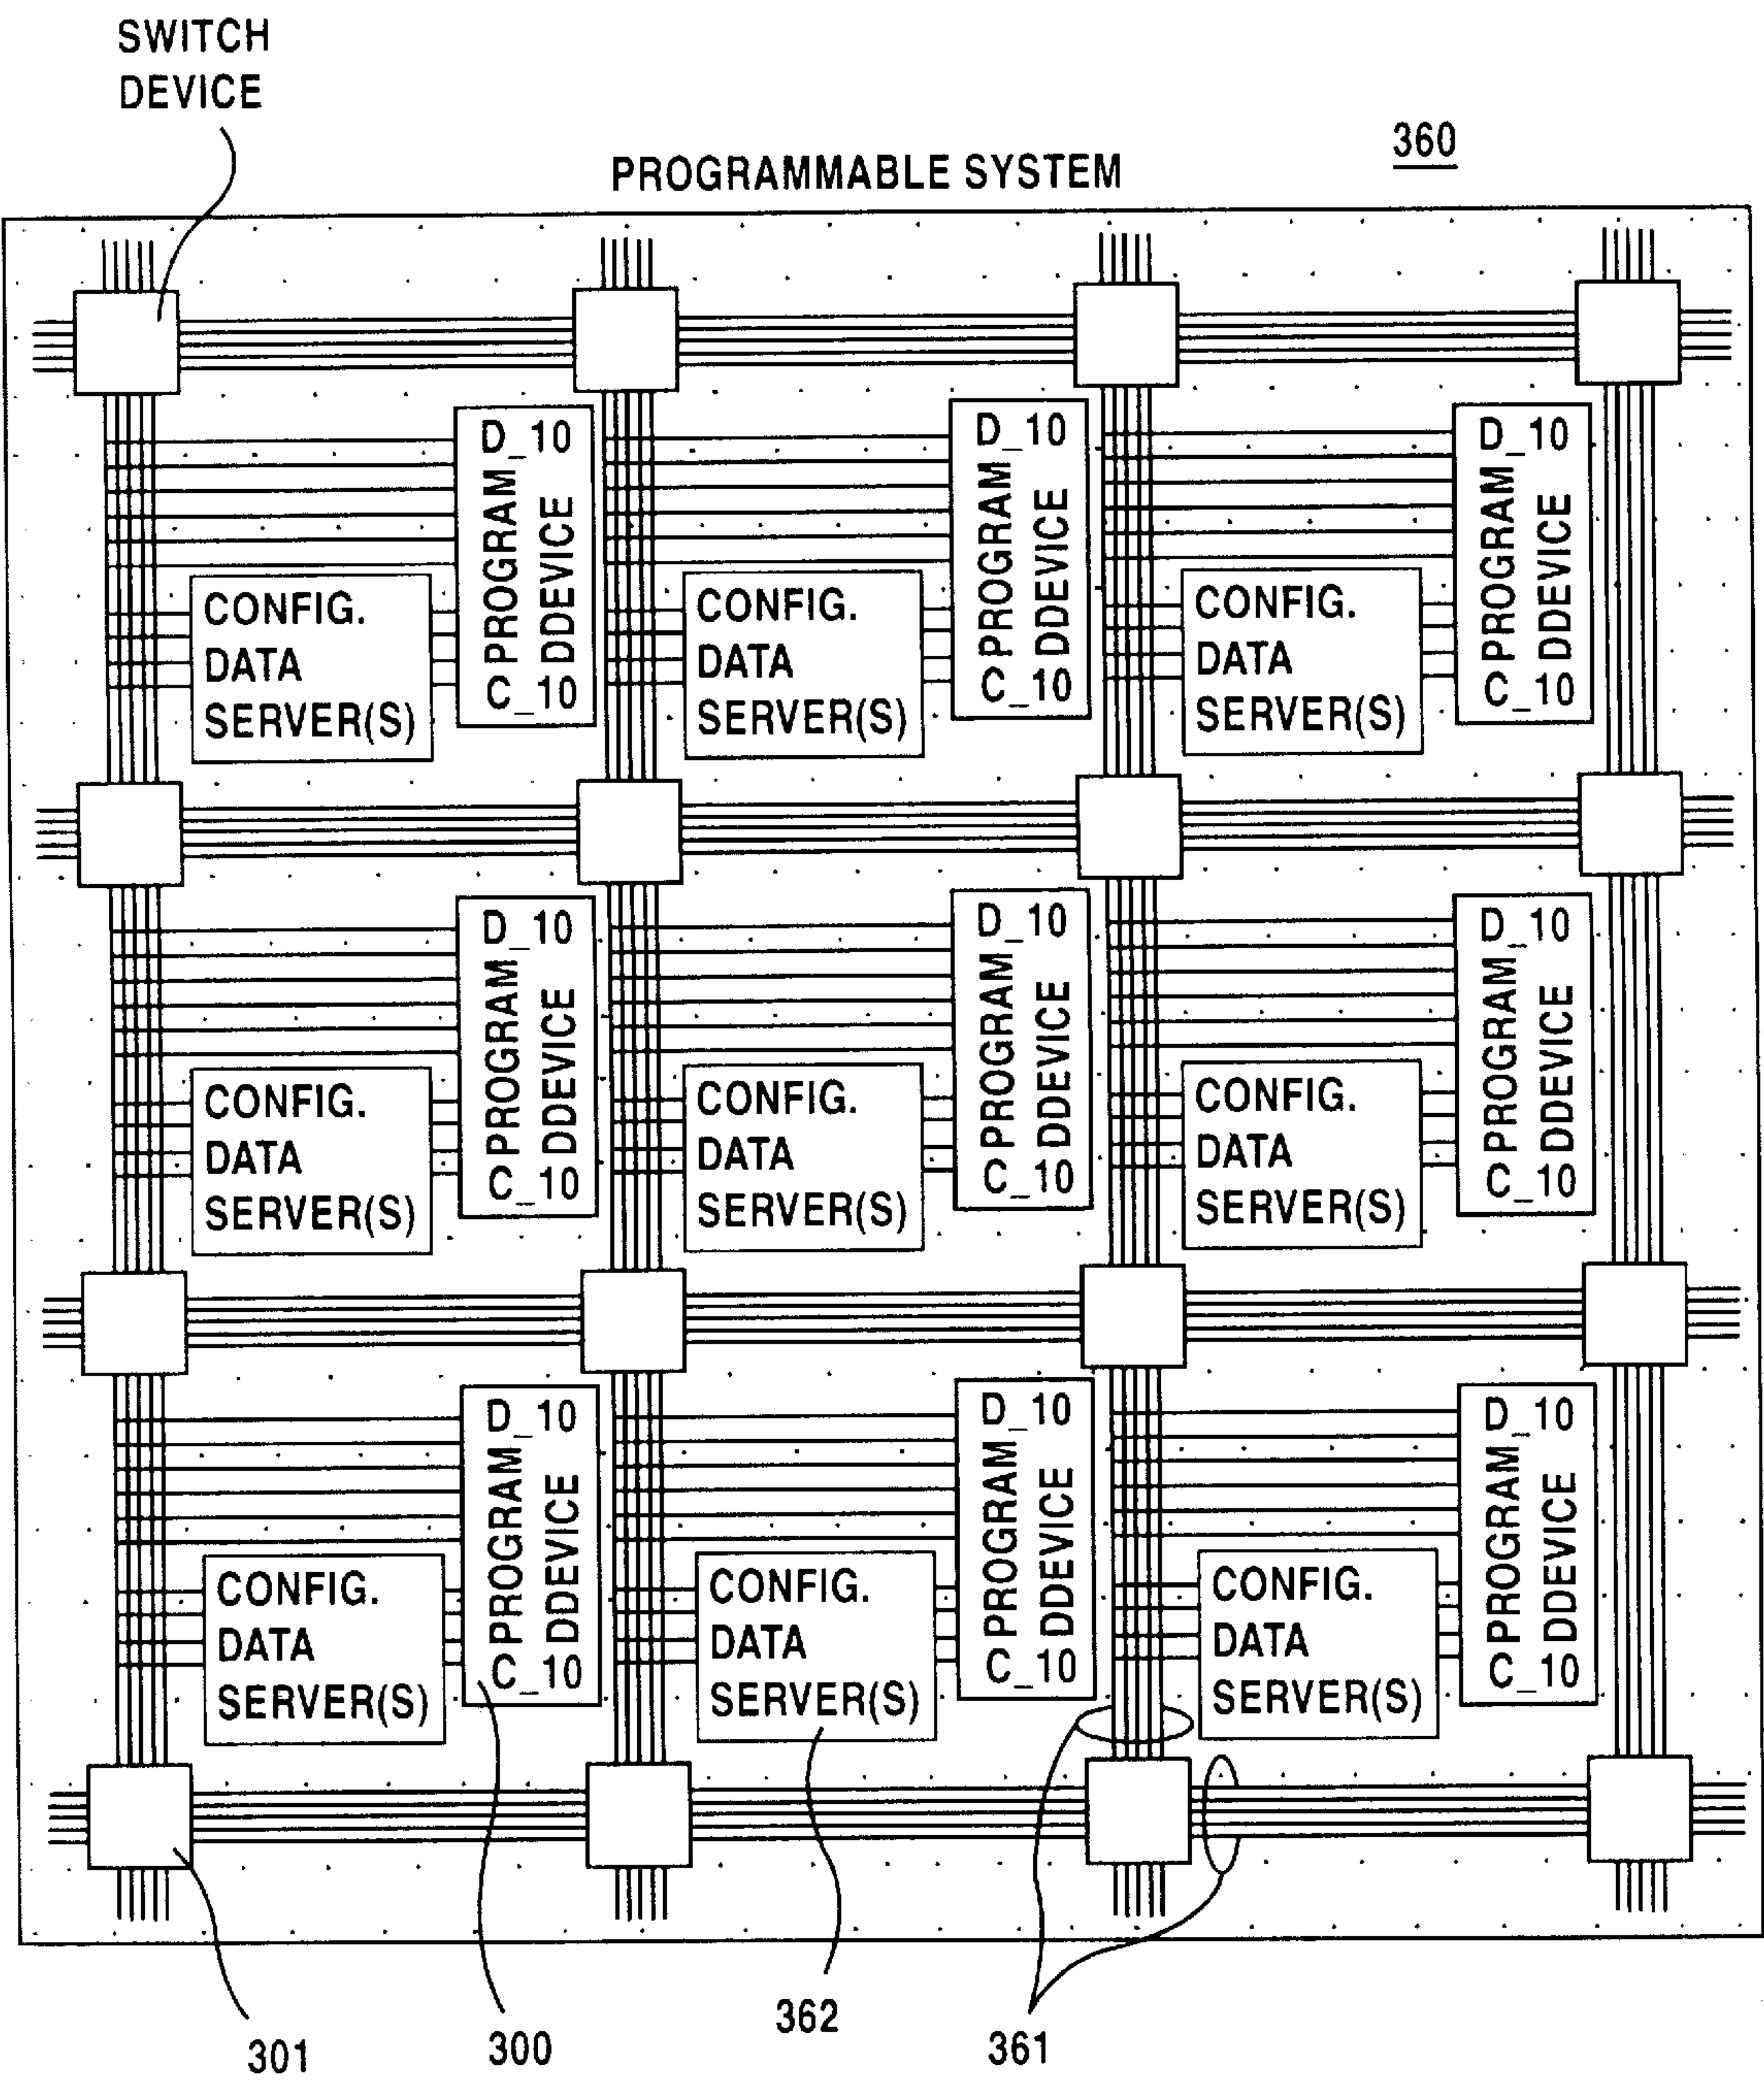 SWITCH
DEVICE
360
PROGRAMMABLE SYSTEM
D_10
PROGRAM
DDEVICE
C_10
CONFIG.
DATA
SERVER(S)
D_10
PROGRAM
DDEVICE
C_10
CONFIG.
DATA
SERVER(S)
D_10
PROGRAM
DDEVICE
C_10
CONFIG.
DATA
SERVER(S)
D_10
PROGRAM
DDEVICE
C_10
CONFIG.
DATA
SERVER(S)
D_10
PROGRAM
DDEVICE
C_10
CONFIG.
DATA
SERVER(S)
D_10
PROGRAM
DDEVICE
C_10
CONFIG.
DATA
SERVER(S)
D_10
PROGRAM
DDEVICE
C_10
CONFIG.
DATA
SERVER(S)
D_10
PROGRAM
DDEVICE
C_10
CONFIG.
DATA
SERVER(S)
D_10
PROGRAM
DDEVICE
C_10
CONFIG.
DATA
SERVER(S)
301
300
362
361